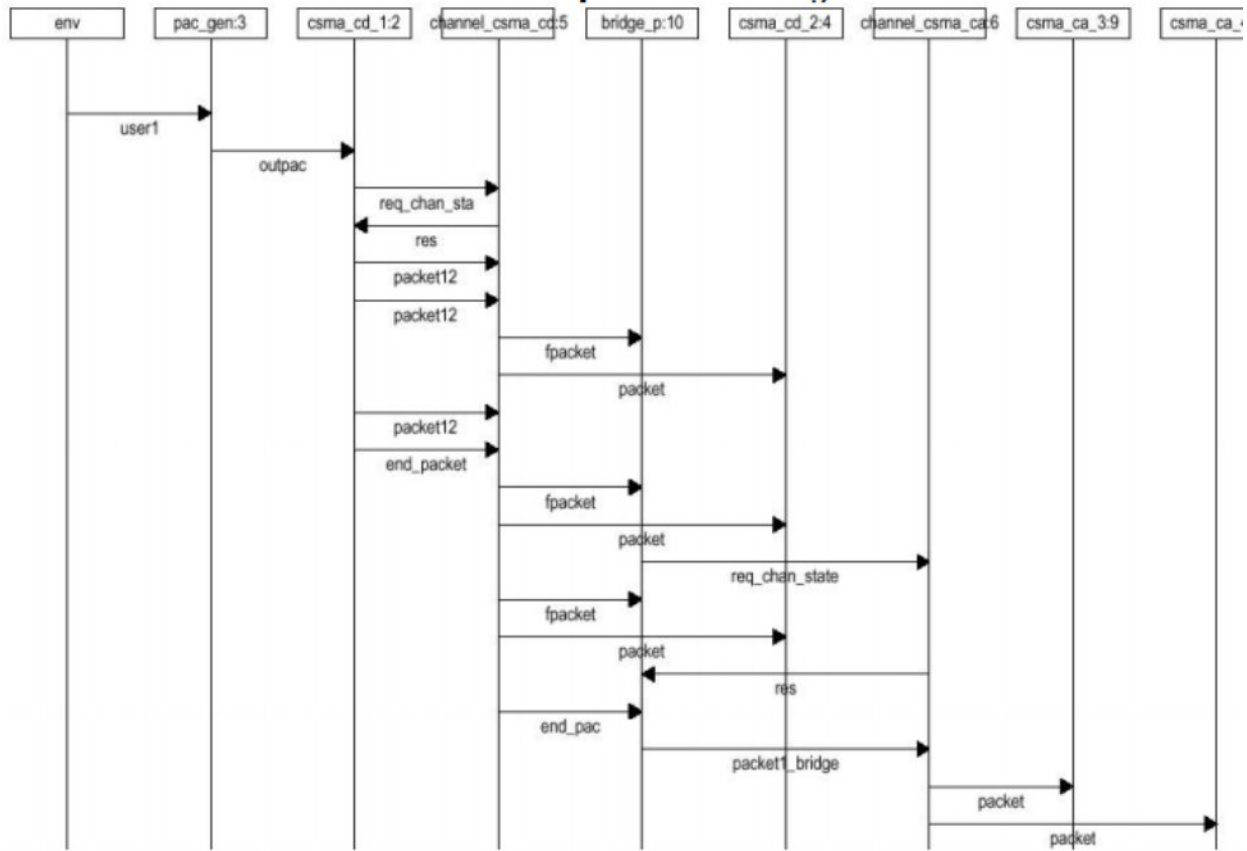 env
pac_gen:3
csma_cd_1:2
channel_csma_cd:5
bridge_p:10
csma_cd_2:4
channel_csma_ca:6
csma_ca_3:9
csma_ca_4
user1
outpac
req_chan_sta
res
packet12
packet12
fpacket
packet
packet12
end_packet
fpacket
packet
req_chan_state
fpacket
packet
res
end_pac
packet1_bridge
packet
packet